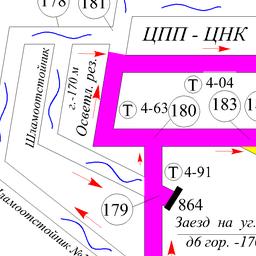 178
181
ЦПП - ЦНК
Шламоотстойник
г.-170 м
Осветл. рез.
Т 4-04
Т 4-63
180
183
Т 4-91
179
864
Заезд на уг.
д6 гор. -170
Шламоотстойник №